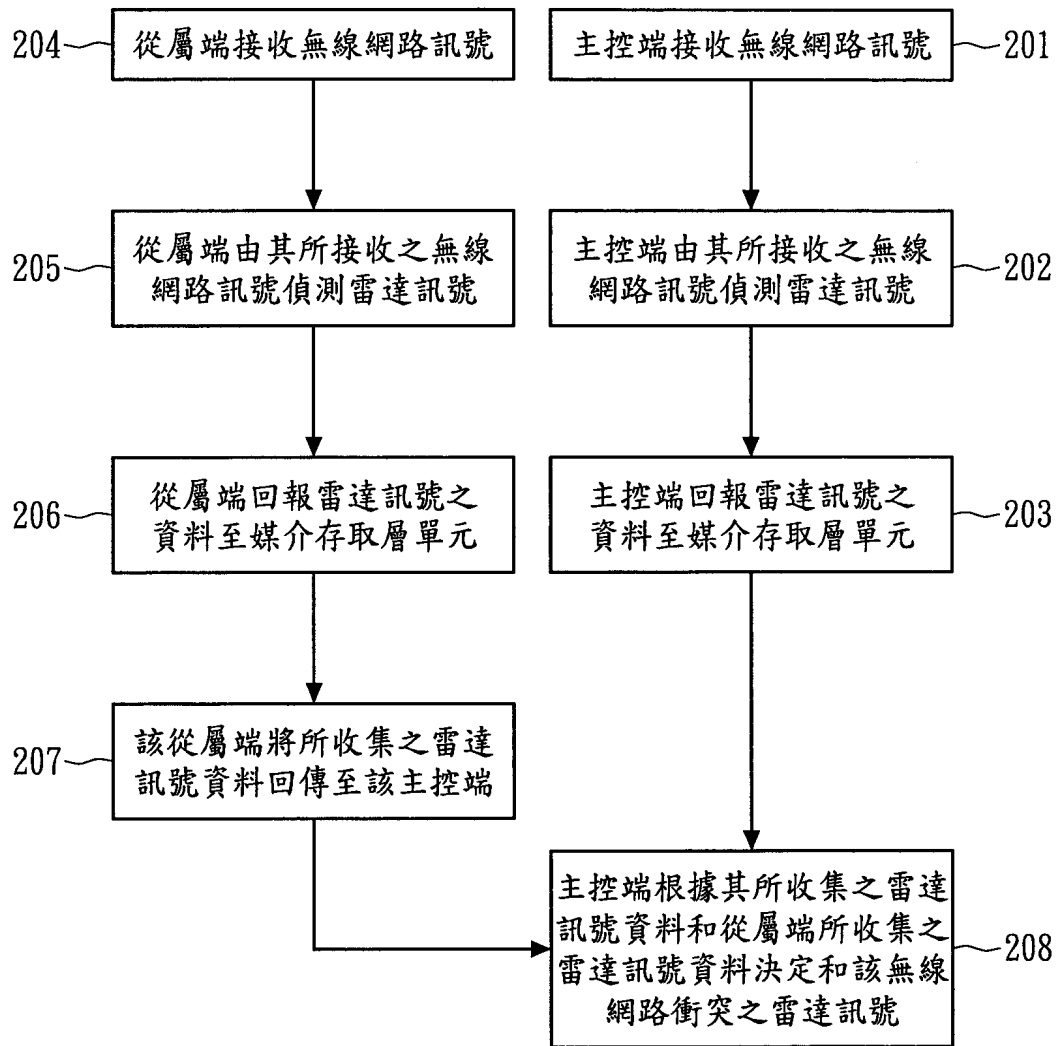 204
從屬端接收無線網路訊號
主控端接收無線網路訊號
201
205
從屬端由其所接收之無線
網路訊號偵測雷達訊號
主控端由其所接收之無線
網路訊號偵測雷達訊號
202
206
從屬端回報雷達訊號之
資料至媒介存取層單元
主控端回報雷達訊號之
資料至媒介存取層單元
203
207
該從屬端將所收集之雷達
訊號資料回傳至該主控端
主控端根據其所收集之雷達
訊號資料和從屬端所收集之
雷達訊號資料決定和該無線
網路衝突之雷達訊號
208